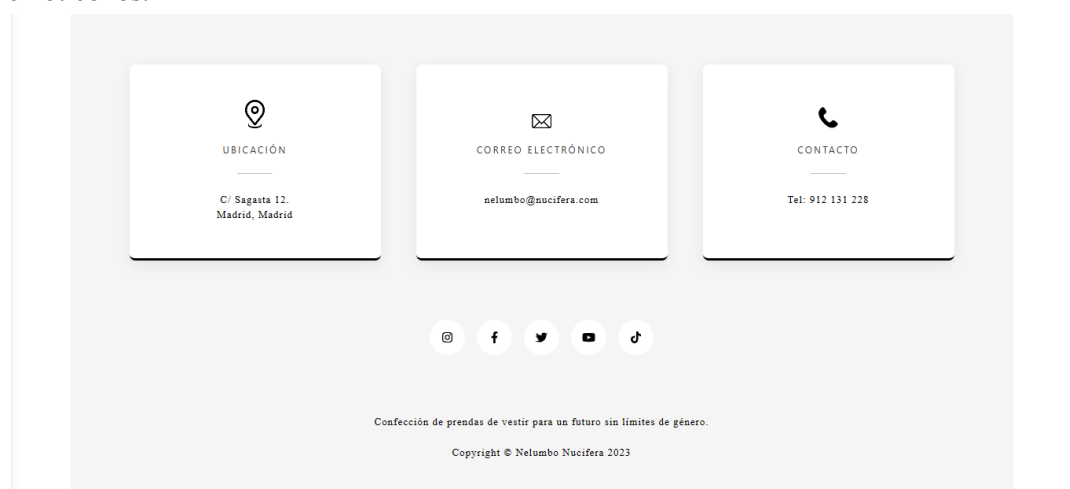 UBICACIÓN
C/ Sagasta 12.
Madrid, Madrid
CORREO ELECTRÓNICO
nelumbo@nucifera.com
CONTACTO
Tel: 912 131 228
Confección de prendas de vestir para un futuro sin límites de género.
Copyright © Nelumbo Nucifera 2023